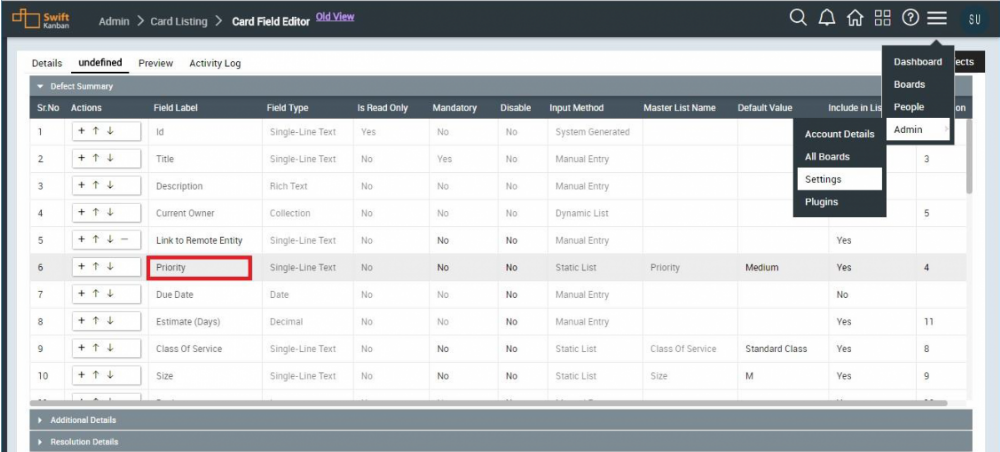 Swift Kanban Admin > Card Listing > Card Field Editor Old View SU
Details undefined Preview Activity Log Dashboard ects
Defect Summary Boards
Sr.No Actions Field Label Field Type Is Read Only Mandatory Disable Input Method Master List Name Default Value Include in Lis People on
1 + ↑ ↓ Id Single-Line Text Yes No No System Generated Account Details Admin >
2 + ↑ ↓ Title Single-Line Text No Yes No Manual Entry All Boards 3
3 + ↑ ↓ Description Rich Text No No No Manual Entry Settings
4 + ↑ ↓ Current Owner Collection No No No Dynamic List Plugins 5
5 + ↑ ↓ − Link to Remote Entity Single-Line Text No No No Manual Entry Yes
6 + ↑ ↓ Priority Single-Line Text No No No Static List Priority Medium Yes 4
7 + ↑ ↓ Due Date Date No No No Manual Entry No
8 + ↑ ↓ Estimate (Days) Decimal No No No Manual Entry Yes 11
9 + ↑ ↓ Class Of Service Single-Line Text No No No Static List Class Of Service Standard Class Yes 8
10 + ↑ ↓ Size Single-Line Text No No No Static List Size M Yes 9
Additional Details
Resolution Details